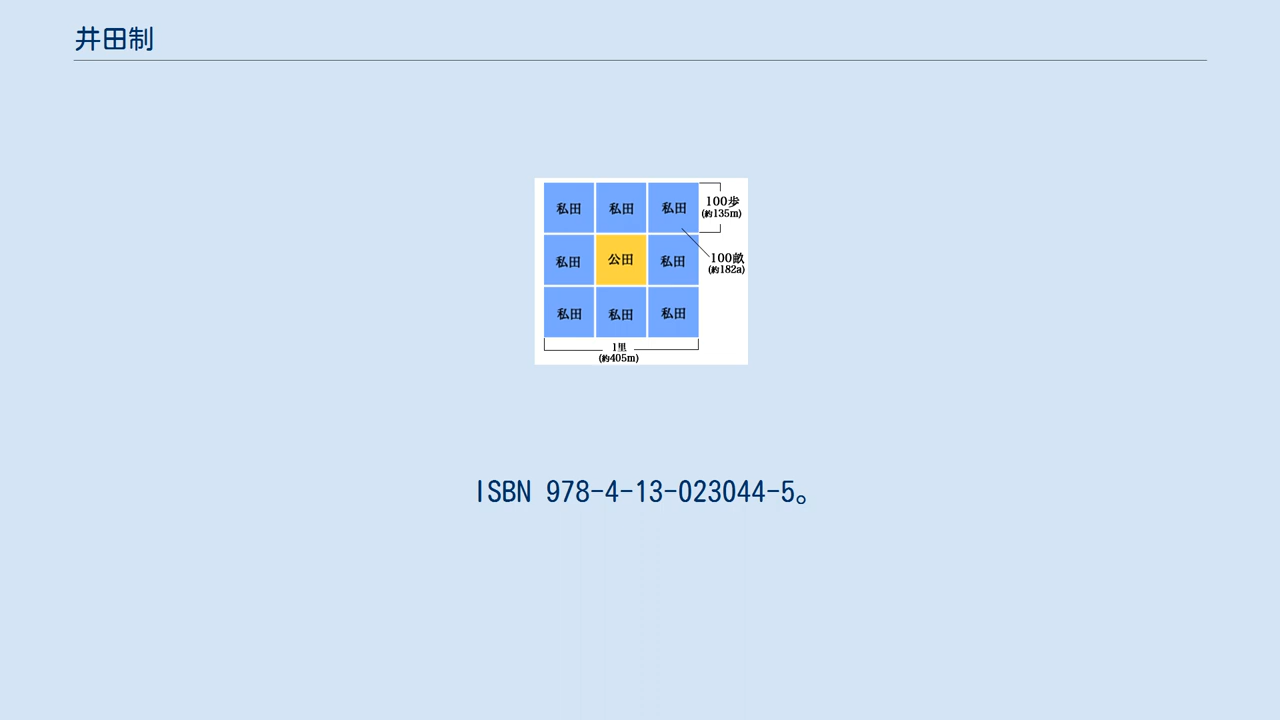 井田制
私田 私田 私田
100歩
(約135m)
私田 公田 私田
100畝
(約182a)
私田 私田 私田
1里
(約405m)
ISBN 978-4-13-023044-5。